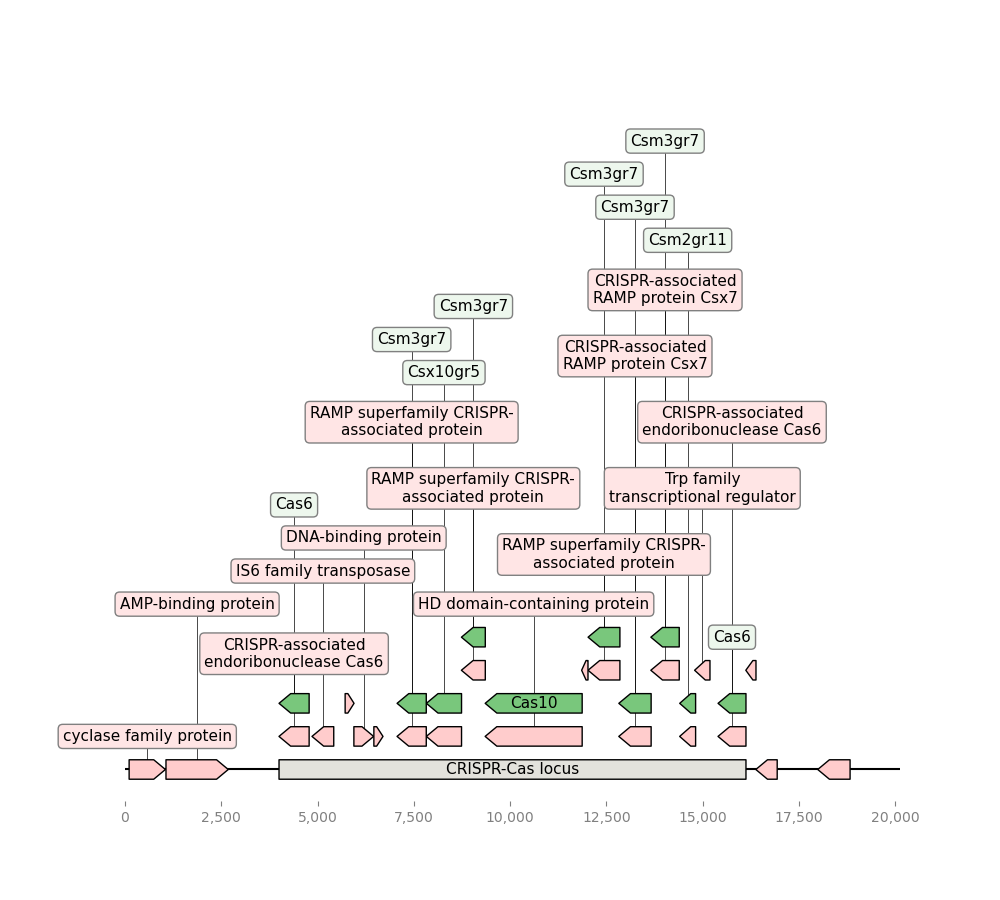 Csm3gr7
Csm3gr7
Csm3gr7
Csm2gr11
CRISPR-associated
RAMP protein Csx7
Csm3gr7
Csm3gr7
CRISPR-associated
RAMP protein Csx7
Csx10gr5
RAMP superfamily CRISPR-
associated protein
CRISPR-associated
endoribonuclease Cas6
RAMP superfamily CRISPR-
associated protein
Trp family
transcriptional regulator
Cas6
DNA-binding protein
RAMP superfamily CRISPR-
associated protein
IS6 family transposase
AMP-binding protein
HD domain-containing protein
Cas6
CRISPR-associated
endoribonuclease Cas6
Cas10
cyclase family protein
CRISPR-Cas locus
0
2,500
5,000
7,500
10,000
12,500
15,000
17,500
20,000